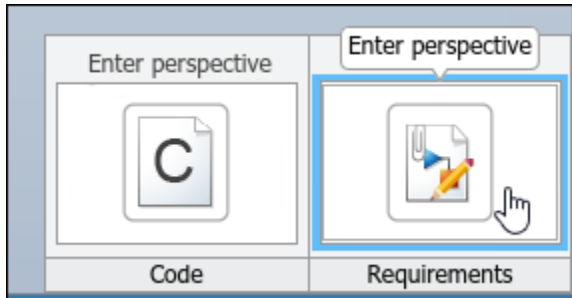 Enter perspective
Enter perspective
C
Code
Requirements